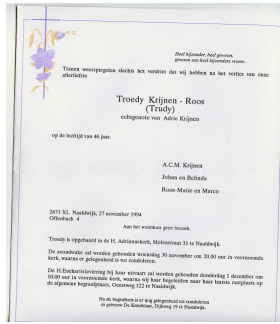 Heel bijzonder, heel gewoon,
gewoon een heel bijzondere vrouw.
Tranen weerspiegelen slechts het verdriet dat wij hebben na het verlies van onze
allerliefste
Troedy Krijnen - Roos
(Trudy)
echtgenote van Adrie Krijnen
op de leeftijd van 46 jaar.
A.C.M. Krijnen
Johan en Belinda
Roos-Marie en Marco
2671 XL Naaldwijk, 27 november 1994
Offenbach 4
Aan het woonhuis geen bezoek.
Troedy is opgebaard in de H. Adrianuskerk, Molenstraat 31 te Naaldwijk.
De avondwake zal worden gehouden woensdag 30 november om 20.00 uur in voornoemde
kerk, waarna er gelegenheid is tot condoleren.
De H.Eucharistieviering bij haar uitvaart zal worden gehouden donderdag 1 december om
10.00 uur in voornoemde kerk, waarna wij haar begeleiden naar haar laatste rustplaats op
de algemene begraafplaats, Geestweg 122 te Naaldwijk.
Na de begrafenis is er nog gelegenheid tot condoleren
in gebouw De Kandelaar, Dijkweg 19 te Naaldwijk.